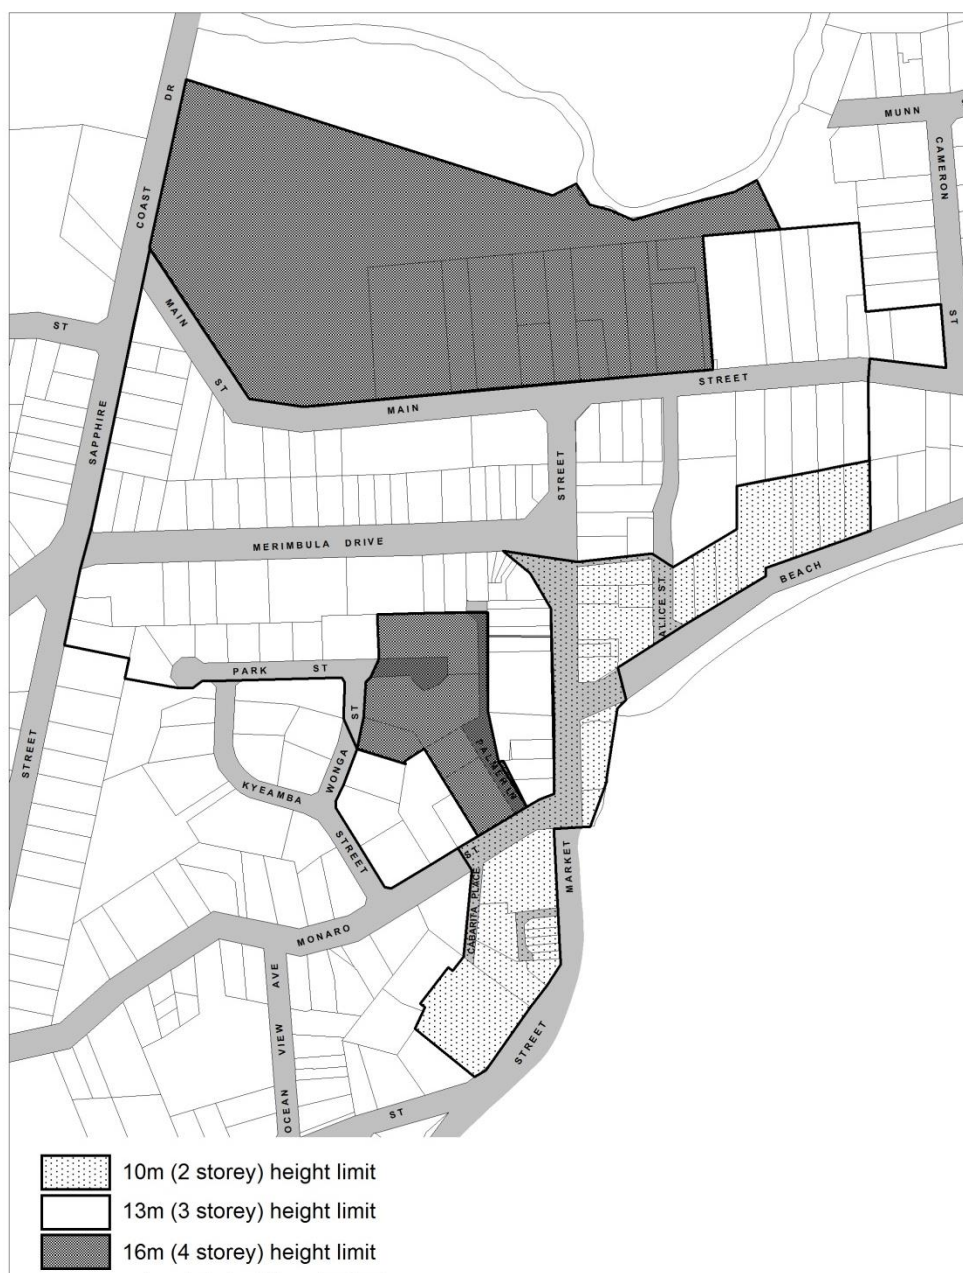 DR
COAST
MUNN
CAMERON
ST
MAIN
ST
ST
SAPPHIRE
MAIN
STREET
STREET
MERIMBULA DRIVE
BEACH
ALICE ST
PARK ST
ST
WONGA
KYEAMBA
STREET
STREET
PALMER LN
ST
MARKET
CABARITA PLACE
MONARO
OCEAN VIEW AVE
STREET
ST
10m (2 storey) height limit
13m (3 storey) height limit
16m (4 storey) height limit